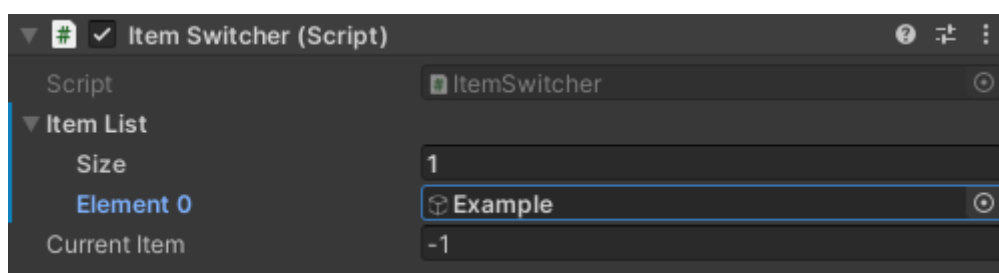 Item Switcher (Script)
Script ItemSwitcher
Item List
Size 1
Element 0 Example
Current Item -1